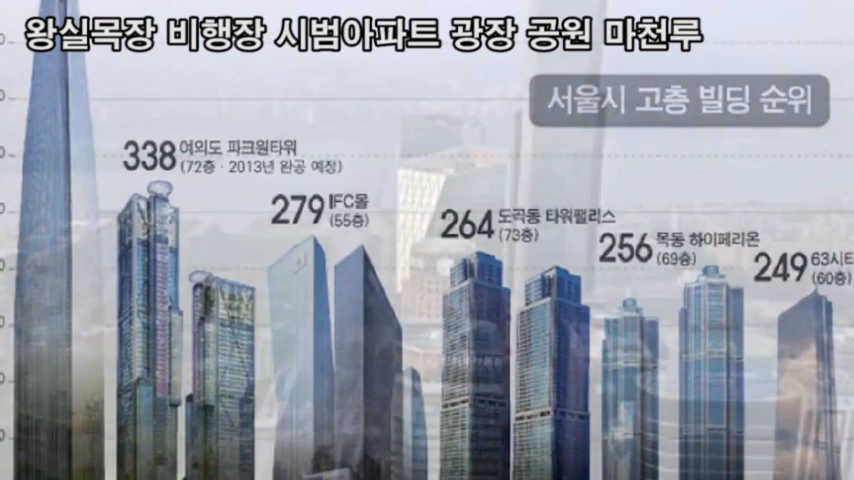 왕실목장 비행장 시범아파트 광장 공원 마천루
서울시 고층 빌딩 순위
338 여의도 파크원타워
(72층·2013년 완공 예정)
279 IFC몰
(55층)
264 도곡동 타워팰리스
(73층)
256 목동 하이페리온
(69층)
249 63시티
(60층)